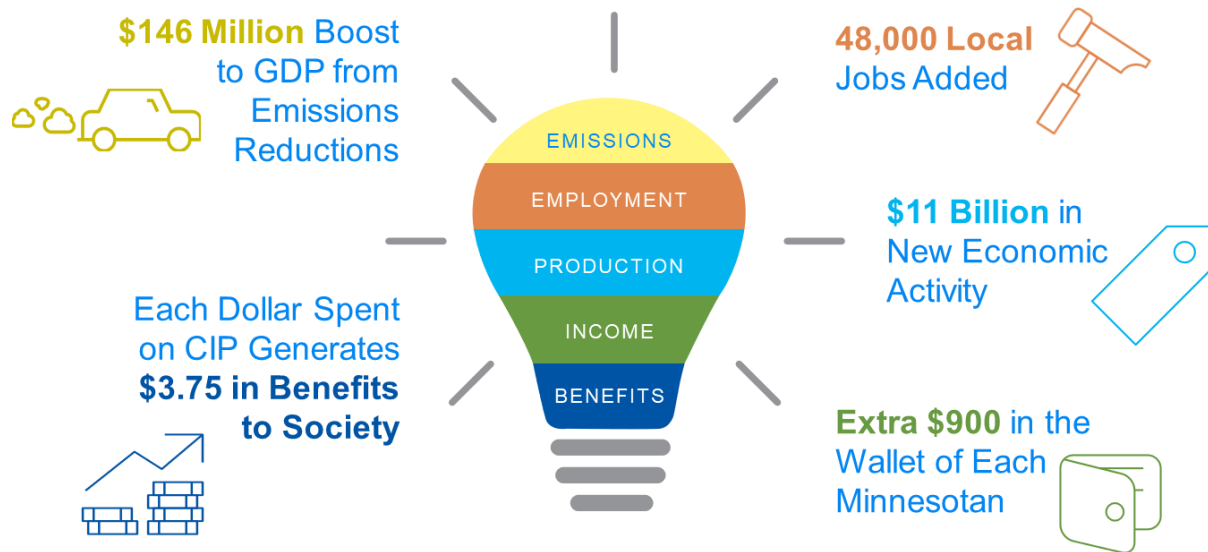 $146 Million Boost
to GDP from
Emissions
Reductions
Each Dollar Spent
on CIP Generates
$3.75 in Benefits
to Society
EMISSIONS
EMPLOYMENT
PRODUCTION
INCOME
BENEFITS
48,000 Local
Jobs Added
$11 Billion in
New Economic
Activity
Extra $900 in the
Wallet of Each
Minnesotan